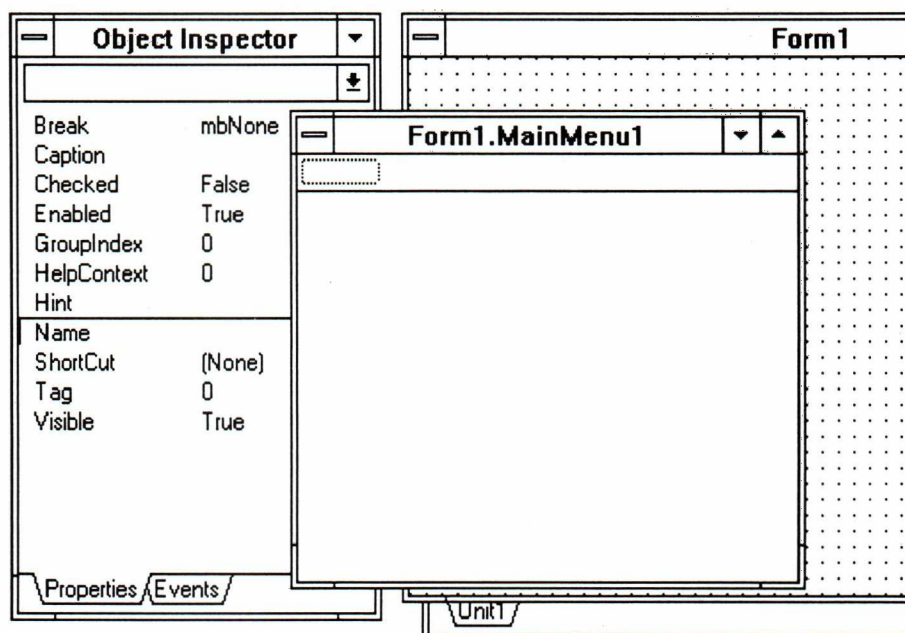 Object Inspector
Form1
Form1.MainMenu1
Break mbNone
Caption
Checked False
Enabled True
GroupIndex 0
HelpContext 0
Hint
Name
ShortCut (None)
Tag 0
Visible True
Properties Events
Unit1